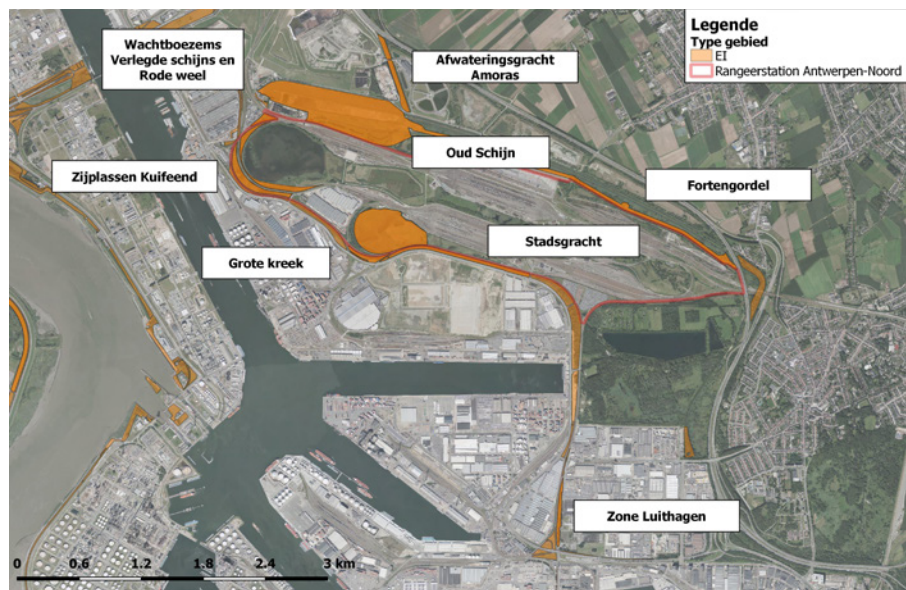 Wachtboezems
Verlegde schijns en
Rode weel
Afwateringsgracht
Amoras
Legende
Type gebied
EI
Rangeerstation Antwerpen-Noord
Oud Schijn
Zijplassen Kuifeend
Fortengordel
Stadsgracht
Grote kreek
Zone Luithagen
0 0.6 1.2 1.8 2.4 3 km